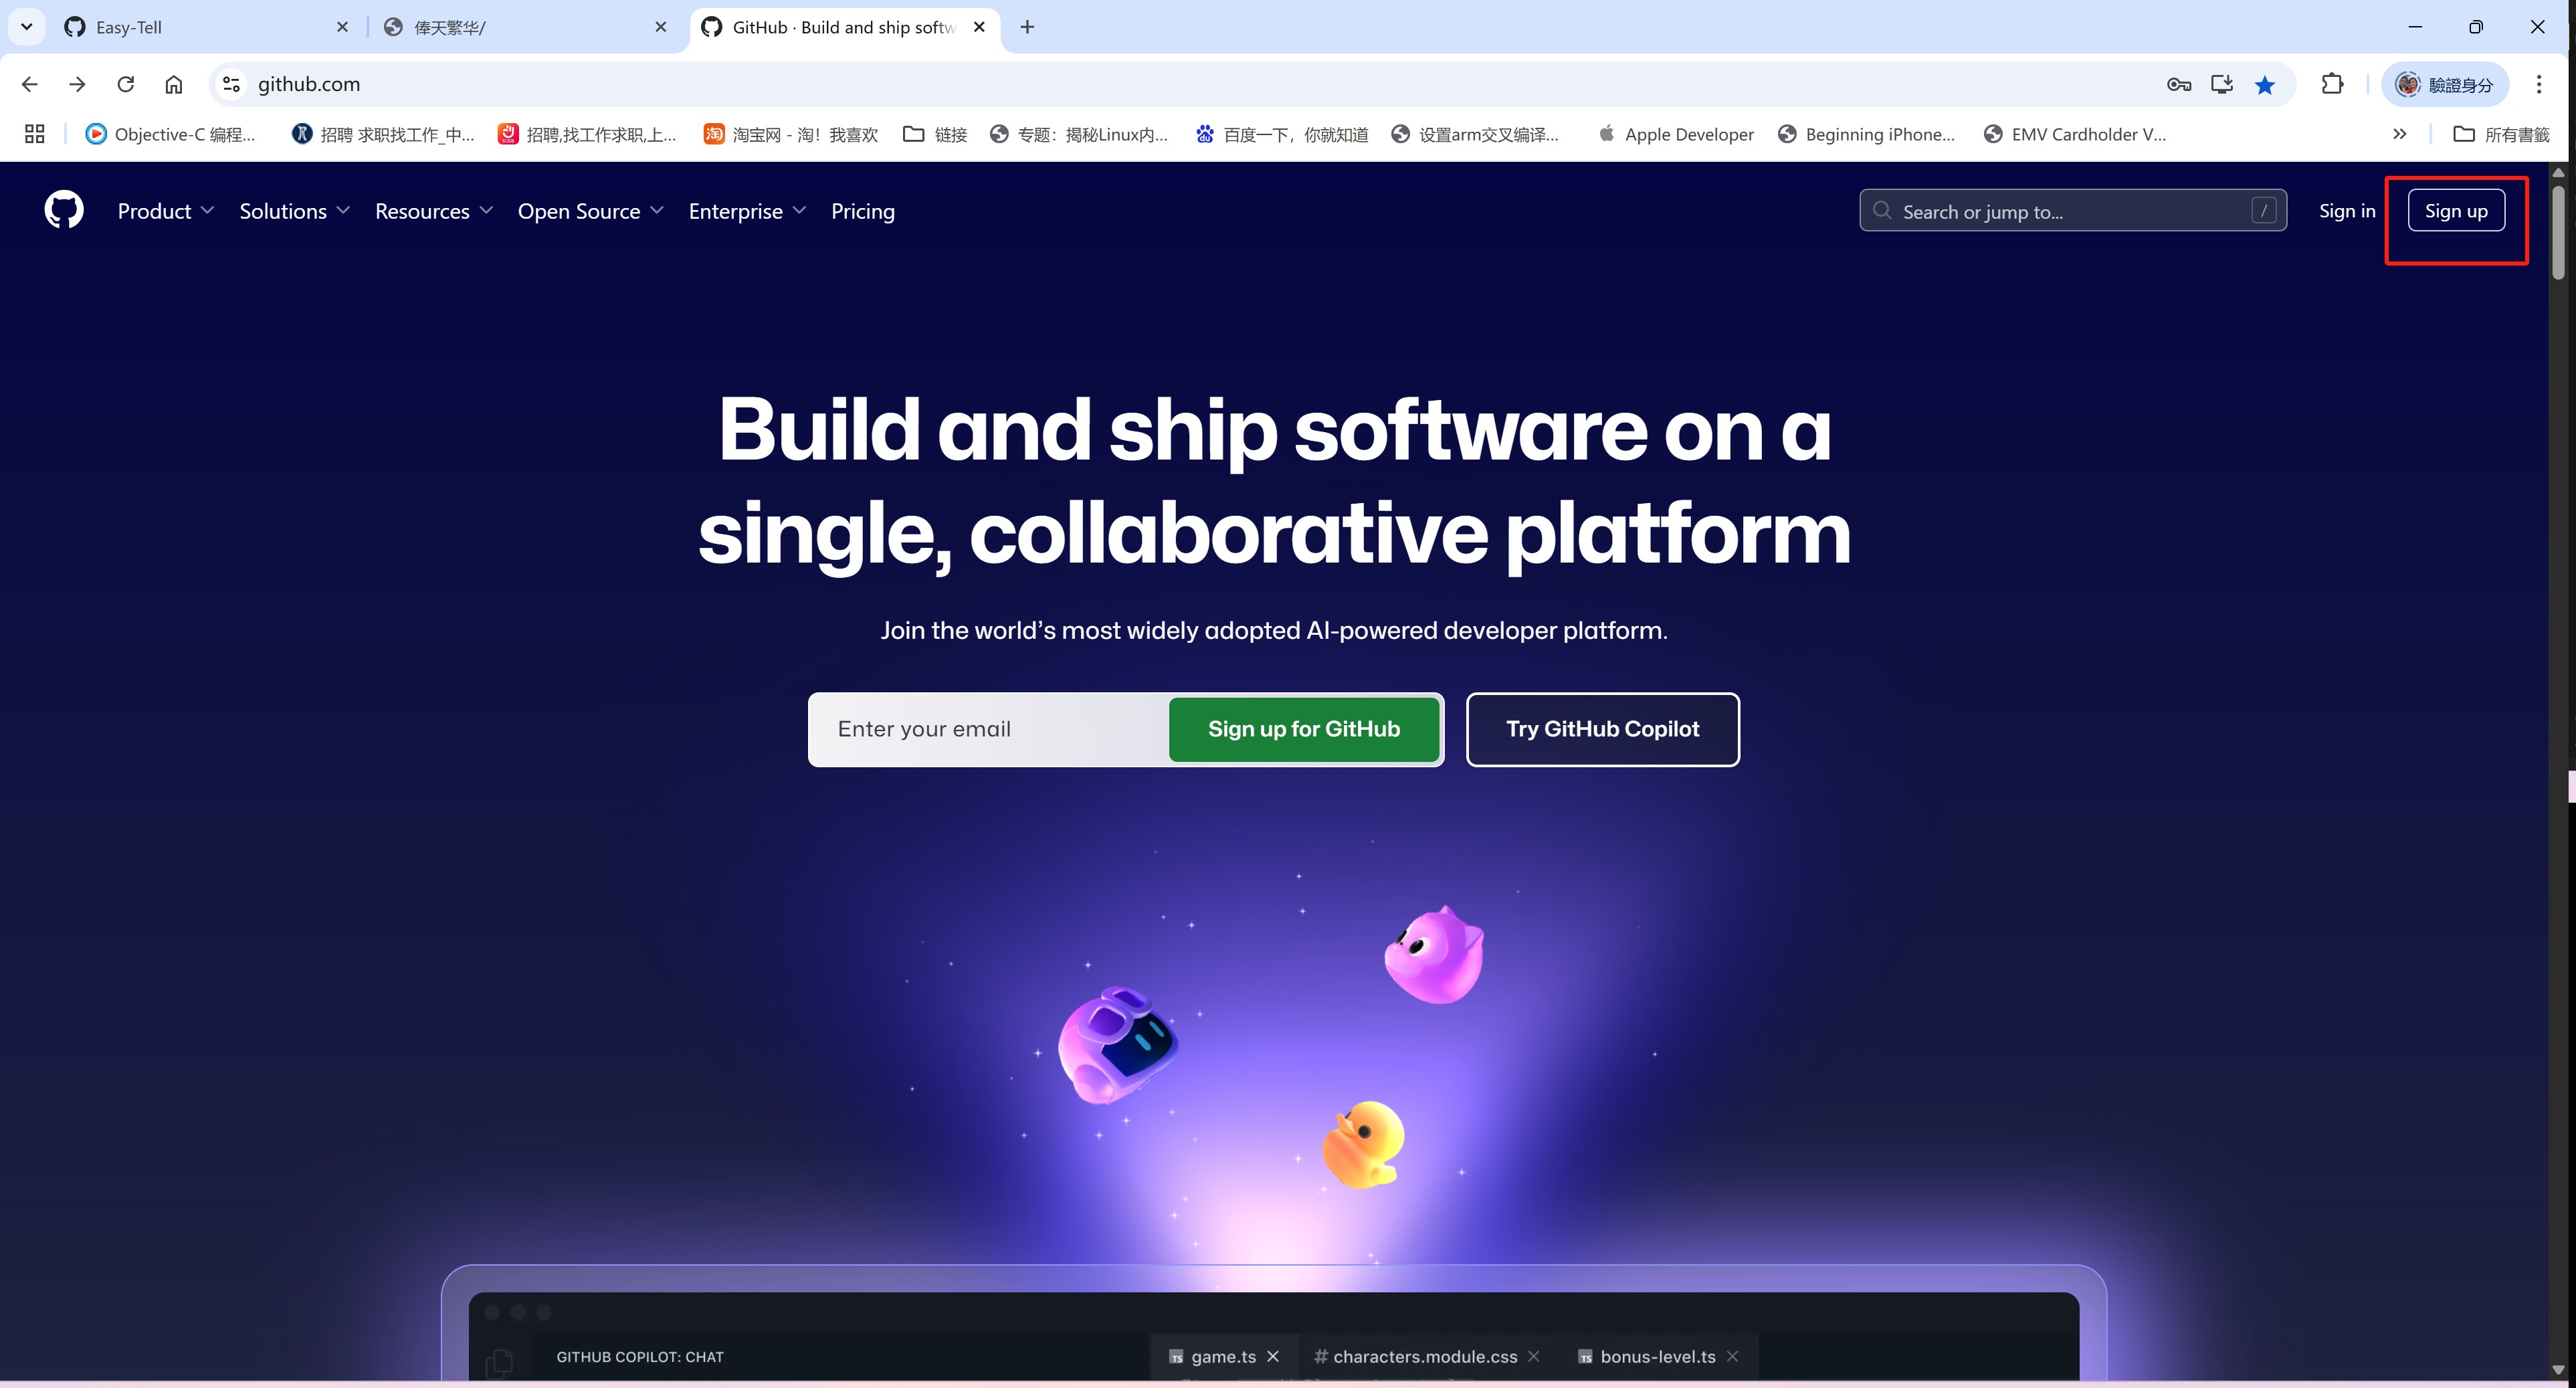 Easy-Tell
俸天繁华/
GitHub · Build and ship softw
github.com
驗證身分
Objective-C 编程...
招聘 求职找工作_中...
招聘,找工作求职,上...
淘宝网 - 淘！我喜欢
链接
专题：揭秘Linux内...
百度一下，你就知道
设置arm交叉编译...
Apple Developer
Beginning iPhone...
EMV Cardholder V...
所有書籤
Product
Solutions
Resources
Open Source
Enterprise
Pricing
Search or jump to...
/
Sign in
Sign up
Build and ship software on a
single, collaborative platform
Join the world’s most widely adopted AI-powered developer platform.
Enter your email
Sign up for GitHub
Try GitHub Copilot
GITHUB COPILOT: CHAT
TS game.ts
# characters.module.css
TS bonus-level.ts